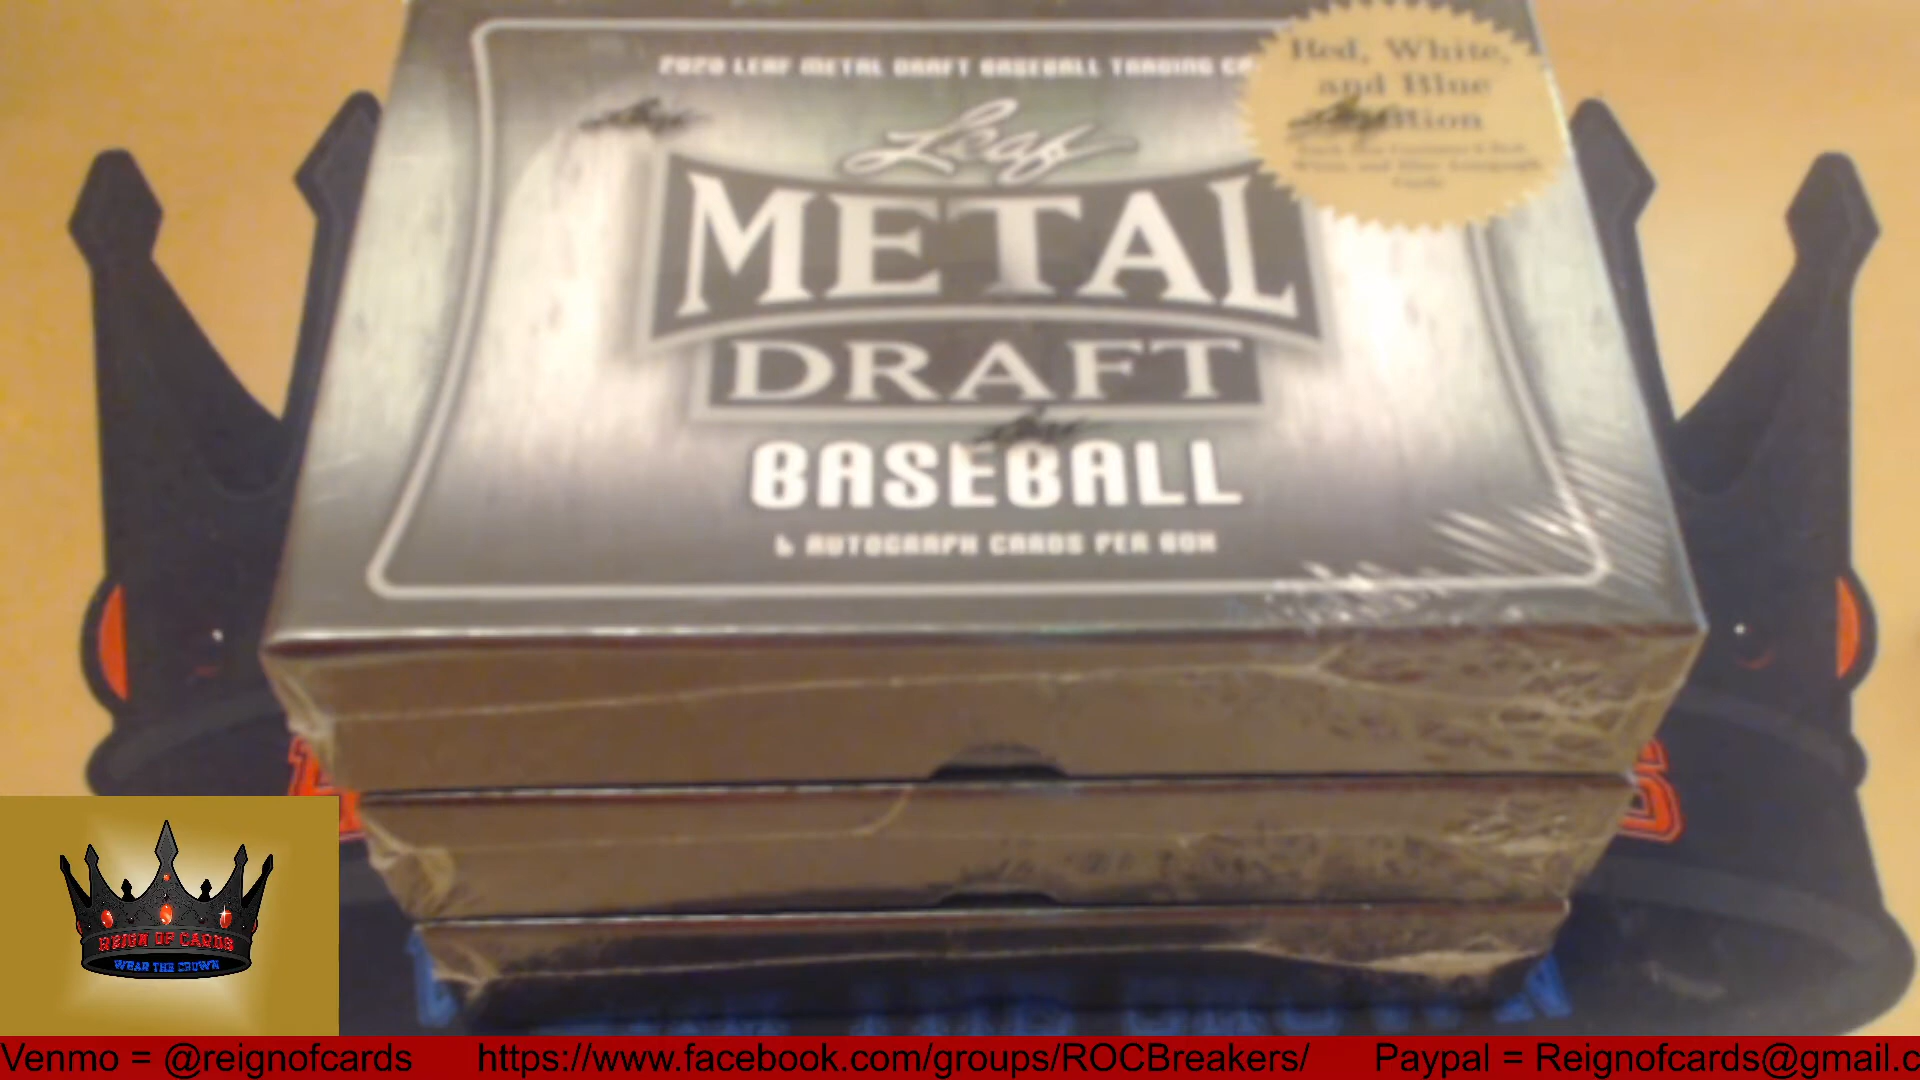 2020 LEAF METAL DRAFT BASEBALL TRADING
Leaf
METAL
DRAFT
BASEBALL
6 AUTOGRAPH CARDS PER BOX
Red, White,
and Blue
REIGN OF CARDS
WEAR THE CROWN
Venmo = @reignofcards https://www.facebook.com/groups/ROCBreakers/ Paypal = Reignofcards@gmail.c